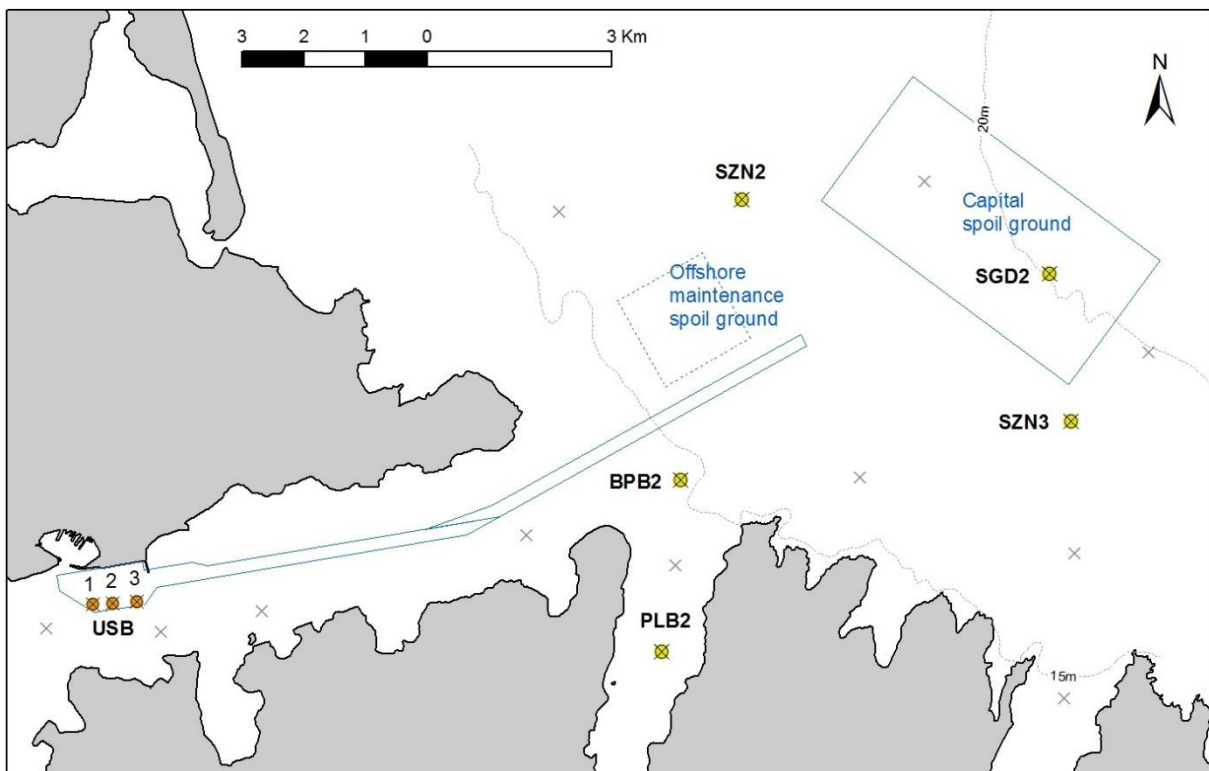 3 2 1 0 3 Km
N
20m
SZN2
Capital
spoil ground
SGD2
Offshore
maintenance
spoil ground
SZN3
BPB2
1 2 3
USB
PLB2
15m